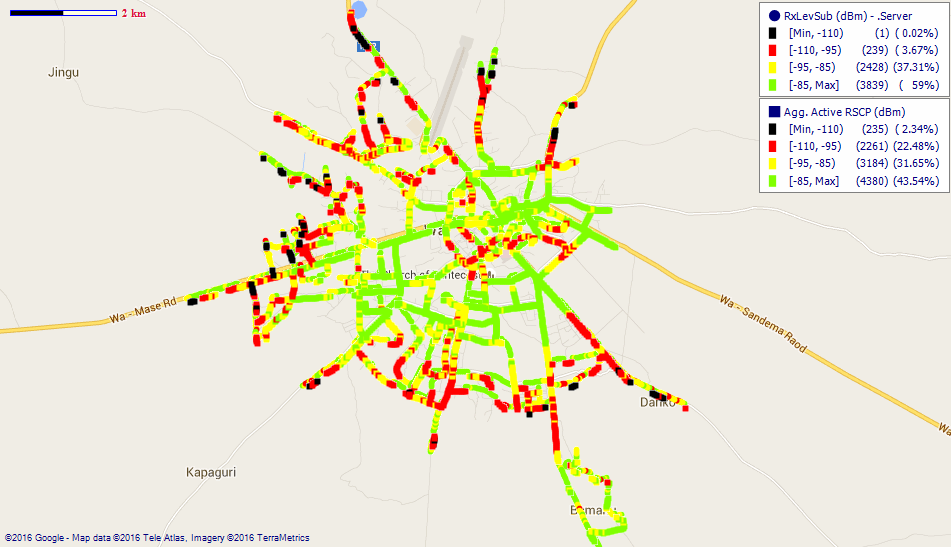 2 km
RxLevSub (dBm) - .Server
[Min, -110) (1) ( 0.02%)
[-110, -95) (239) ( 3.67%)
[-95, -85) (2428) (37.31%)
[-85, Max] (3839) ( 59%)
Agg. Active RSCP (dBm)
[Min, -110) (235) ( 2.34%)
[-110, -95) (2261) (22.48%)
[-95, -85) (3184) (31.65%)
[-85, Max] (4380) (43.54%)
Jingu
Wa - Mase Rd
Wa - Sandema Raod
Kapaguri
Wa
©2016 Google - Map data ©2016 Tele Atlas, Imagery ©2016 TerraMetrics